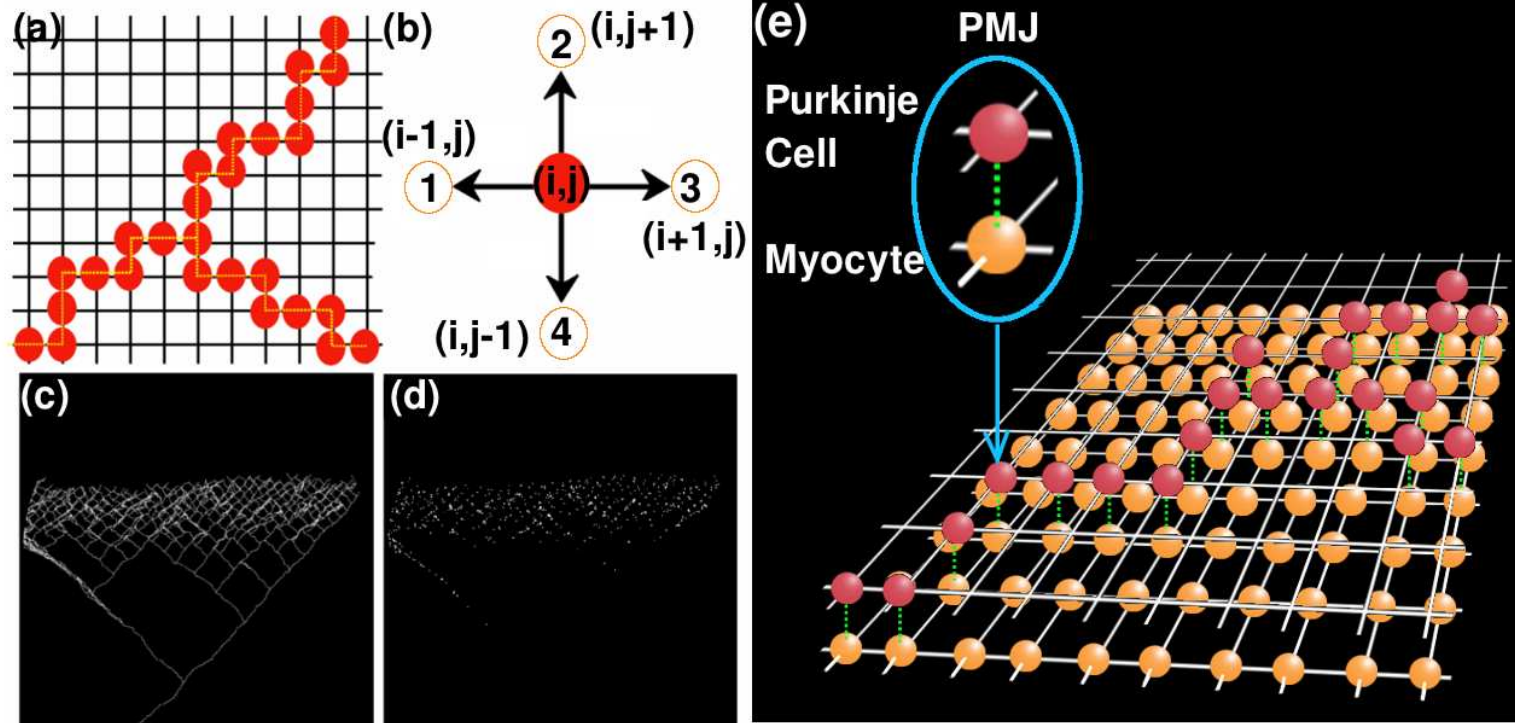 (a)
(b)
2
(i,j+1)
(i-1,j)
1
(i,j)
3
(i+1,j)
(i,j-1)
4
(c)
(d)
(e)
PMJ
Purkinje
Cell
Myocyte